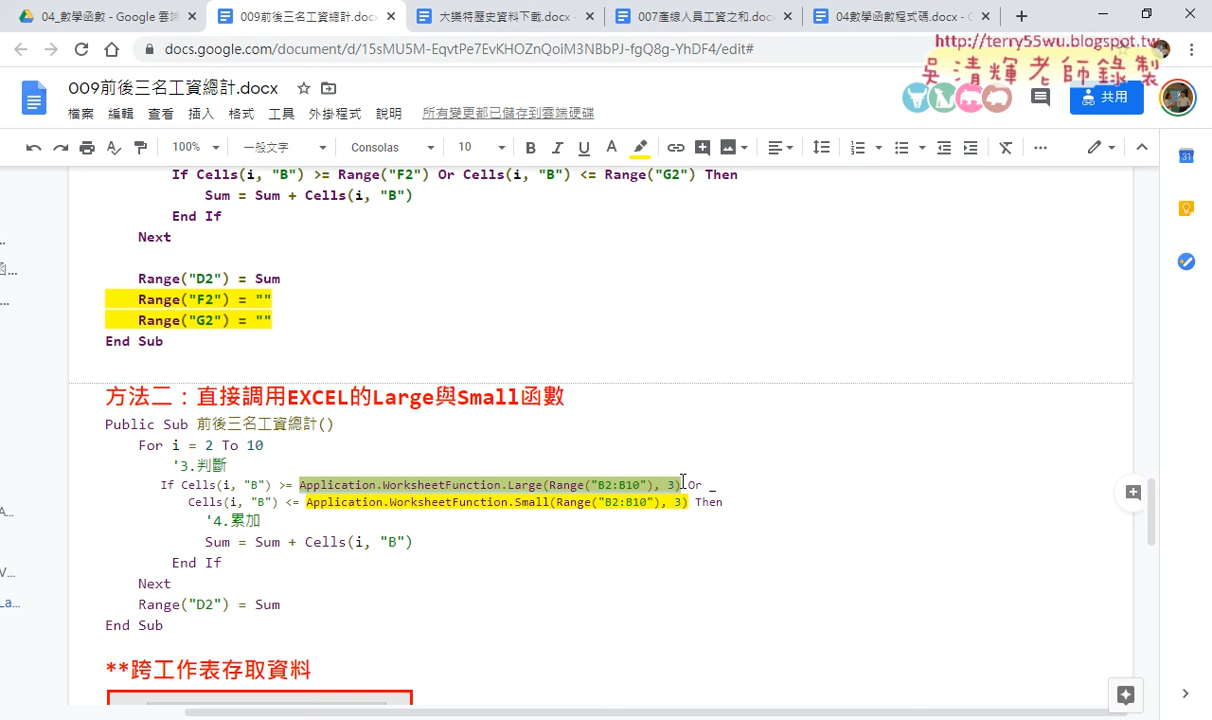 04_數學函數 - Google 雲端
009前後三名工資總計.docx
大樂特歷史資料下載.docx -
007產線人員工資之和.docx -
04數學函數程式碼.docx -
docs.google.com/document/d/15sMU5M-EqvtPe7EvKHOZnQoiM3NBbPJ-fgQ8g-YhDF4/edit#
http://terry55wu.blogspot.tw
吳清輝老師錄製
009前後三名工資總計.docx
共用
檔案 編輯 查看 插入 格式 工具 外掛程式 說明 所有變更都已儲存到雲端硬碟
100% 一般文字 Consolas 10 B I U A
31
If Cells(i, "B") >= Range("F2") Or Cells(i, "B") <= Range("G2") Then
Sum = Sum + Cells(i, "B")
End If
Next
Range("D2") = Sum
Range("F2") = ""
Range("G2") = ""
End Sub
方法二：直接調用EXCEL的Large與Small函數
Public Sub 前後三名工資總計()
For i = 2 To 10
'3.判斷
If Cells(i, "B") >= Application.WorksheetFunction.Large(Range("B2:B10"), 3) Or _
Cells(i, "B") <= Application.WorksheetFunction.Small(Range("B2:B10"), 3) Then
'4.累加
Sum = Sum + Cells(i, "B")
End If
Next
Range("D2") = Sum
End Sub
**跨工作表存取資料
A...
V...
La...